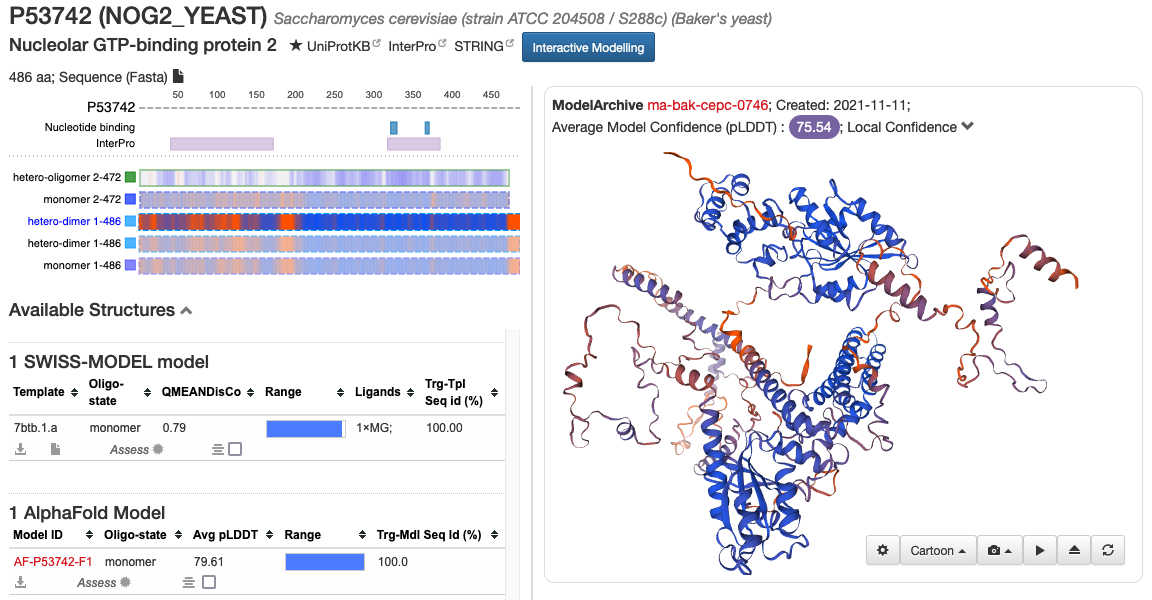 P53742 (NOG2_YEAST) Saccharomyces cerevisiae (strain ATCC 204508 / S288c) (Baker's yeast)
Nucleolar GTP-binding protein 2 ★ UniProtKB InterPro STRING Interactive Modelling
486 aa; Sequence (Fasta)
50 100 150 200 250 300 350 400 450
P53742
Nucleotide binding
InterPro
hetero-oligomer 2-472
monomer 2-472
hetero-dimer 1-486
hetero-dimer 1-486
monomer 1-486
Available Structures
1 SWISS-MODEL model
Template Oligo-state QMEANDisCo Range Ligands Trg-Tpl Seq id (%)
7btb.1.a monomer 0.79 1×MG; 100.00
Assess
1 AlphaFold Model
Model ID Oligo-state Avg pLDDT Range Trg-Mdl Seq Id (%)
AF-P53742-F1 monomer 79.61 100.0
Assess
ModelArchive ma-bak-cepc-0746; Created: 2021-11-11;
Average Model Confidence (pLDDT) : 75.54; Local Confidence
Cartoon